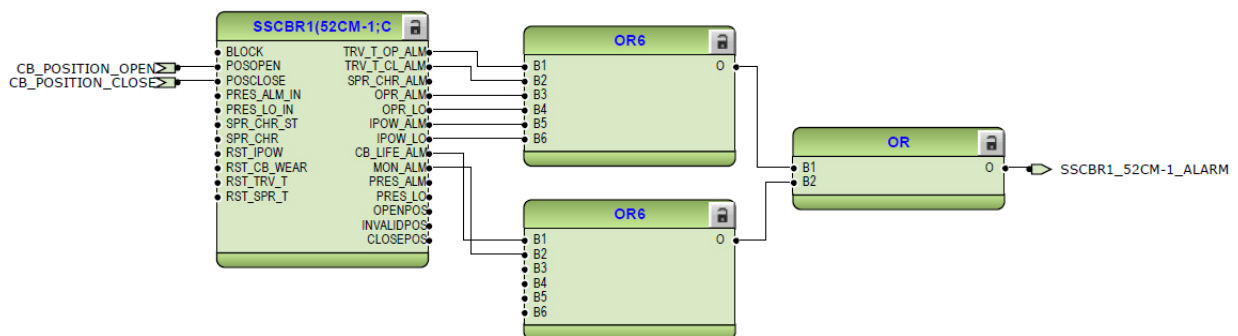 SSCBR1(52CM-1;C
BLOCK TRV_T_OP_ALM
CB_POSITION_OPEN POSOPEN TRV_T_CL_ALM
CB_POSITION_CLOSE POSCLOSE SPR_CHR_ALM
PRES_ALM_IN OPR_ALM
PRES_LO_IN OPR_LO
SPR_CHR_ST IPOW_ALM
SPR_CHR IPOW_LO
RST_IPOW CB_LIFE_ALM
RST_CB_WEAR MON_ALM
RST_TRV_T PRES_ALM
RST_SPR_T PRES_LO
OPENPOS
INVALIDPOS
CLOSEPOS
OR6
B1 O
B2
B3
B4
B5
B6
OR6
B1 O
B2
B3
B4
B5
B6
OR
B1 O SSCBR1_52CM-1_ALARM
B2